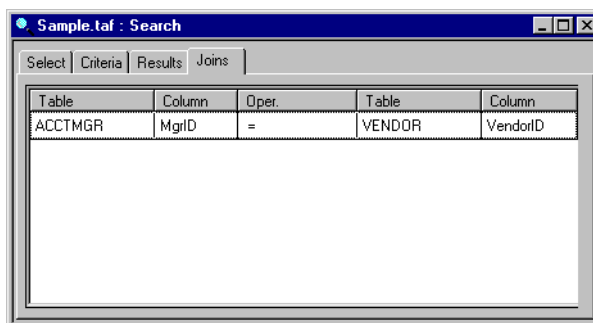 Sample.taf : Search
Select Criteria Results Joins
Table Column Oper. Table Column
ACCTMGR MgrID = VENDOR VendorID